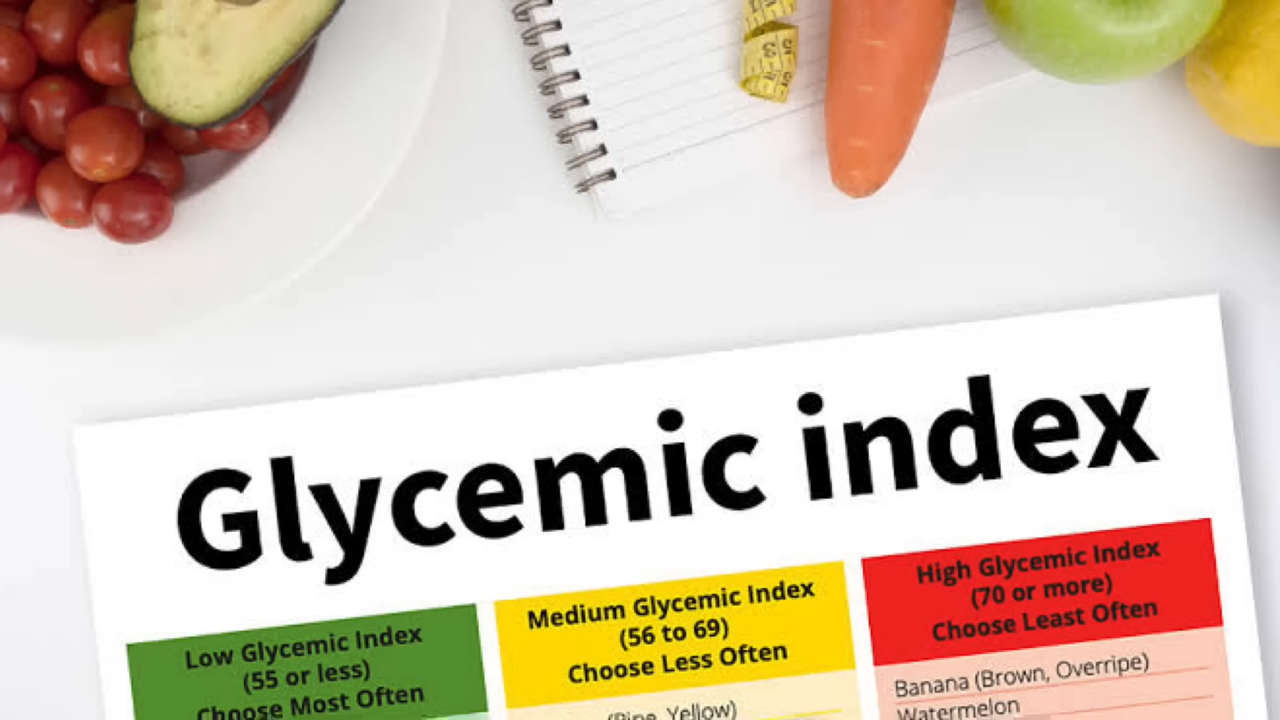 Glycemic index
Low Glycemic Index
(55 or less)
Choose Most Often
Medium Glycemic Index
(56 to 69)
Choose Less Often
(Ripe, Yellow)
High Glycemic Index
(70 or more)
Choose Least Often
Banana (Brown, Overripe)
Watermelon